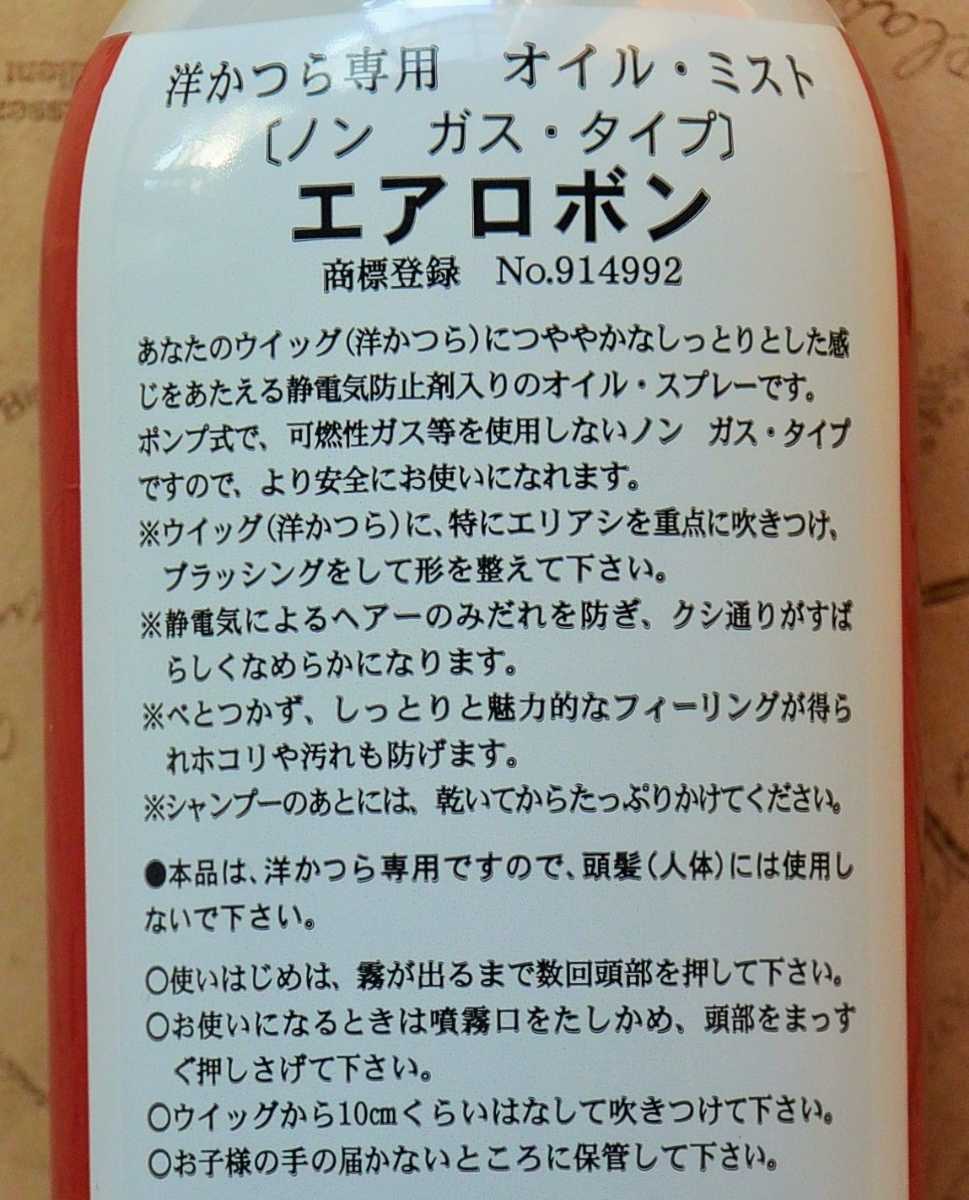 洋かつら専用　オイル・ミスト
〔ノン　ガス・タイプ〕
エアロボン
商標登録　No.914992
あなたのウイッグ(洋かつら)につややかなしっとりとした感
じをあたえる静電気防止剤入りのオイル・スプレーです。
ポンプ式で、可燃性ガス等を使用しないノン　ガス・タイプ
ですので、より安全にお使いになれます。
※ウイッグ(洋かつら)に、特にエリアシを重点に吹きつけ、
ブラッシングをして形を整えて下さい。
※静電気によるヘアーのみだれを防ぎ、クシ通りがすば
らしくなめらかになります。
※べとつかず、しっとりと魅力的なフィーリングが得ら
れホコリや汚れも防げます。
※シャンプーのあとには、乾いてからたっぷりかけてください。
●本品は、洋かつら専用ですので、頭髪(人体)には使用し
ないで下さい。
○使いはじめは、霧が出るまで数回頭部を押して下さい。
○お使いになるときは噴霧口をたしかめ、頭部をまっす
ぐ押しさげて下さい。
○ウイッグから10㎝くらいはなして吹きつけて下さい。
○お子様の手の届かないところに保管して下さい。